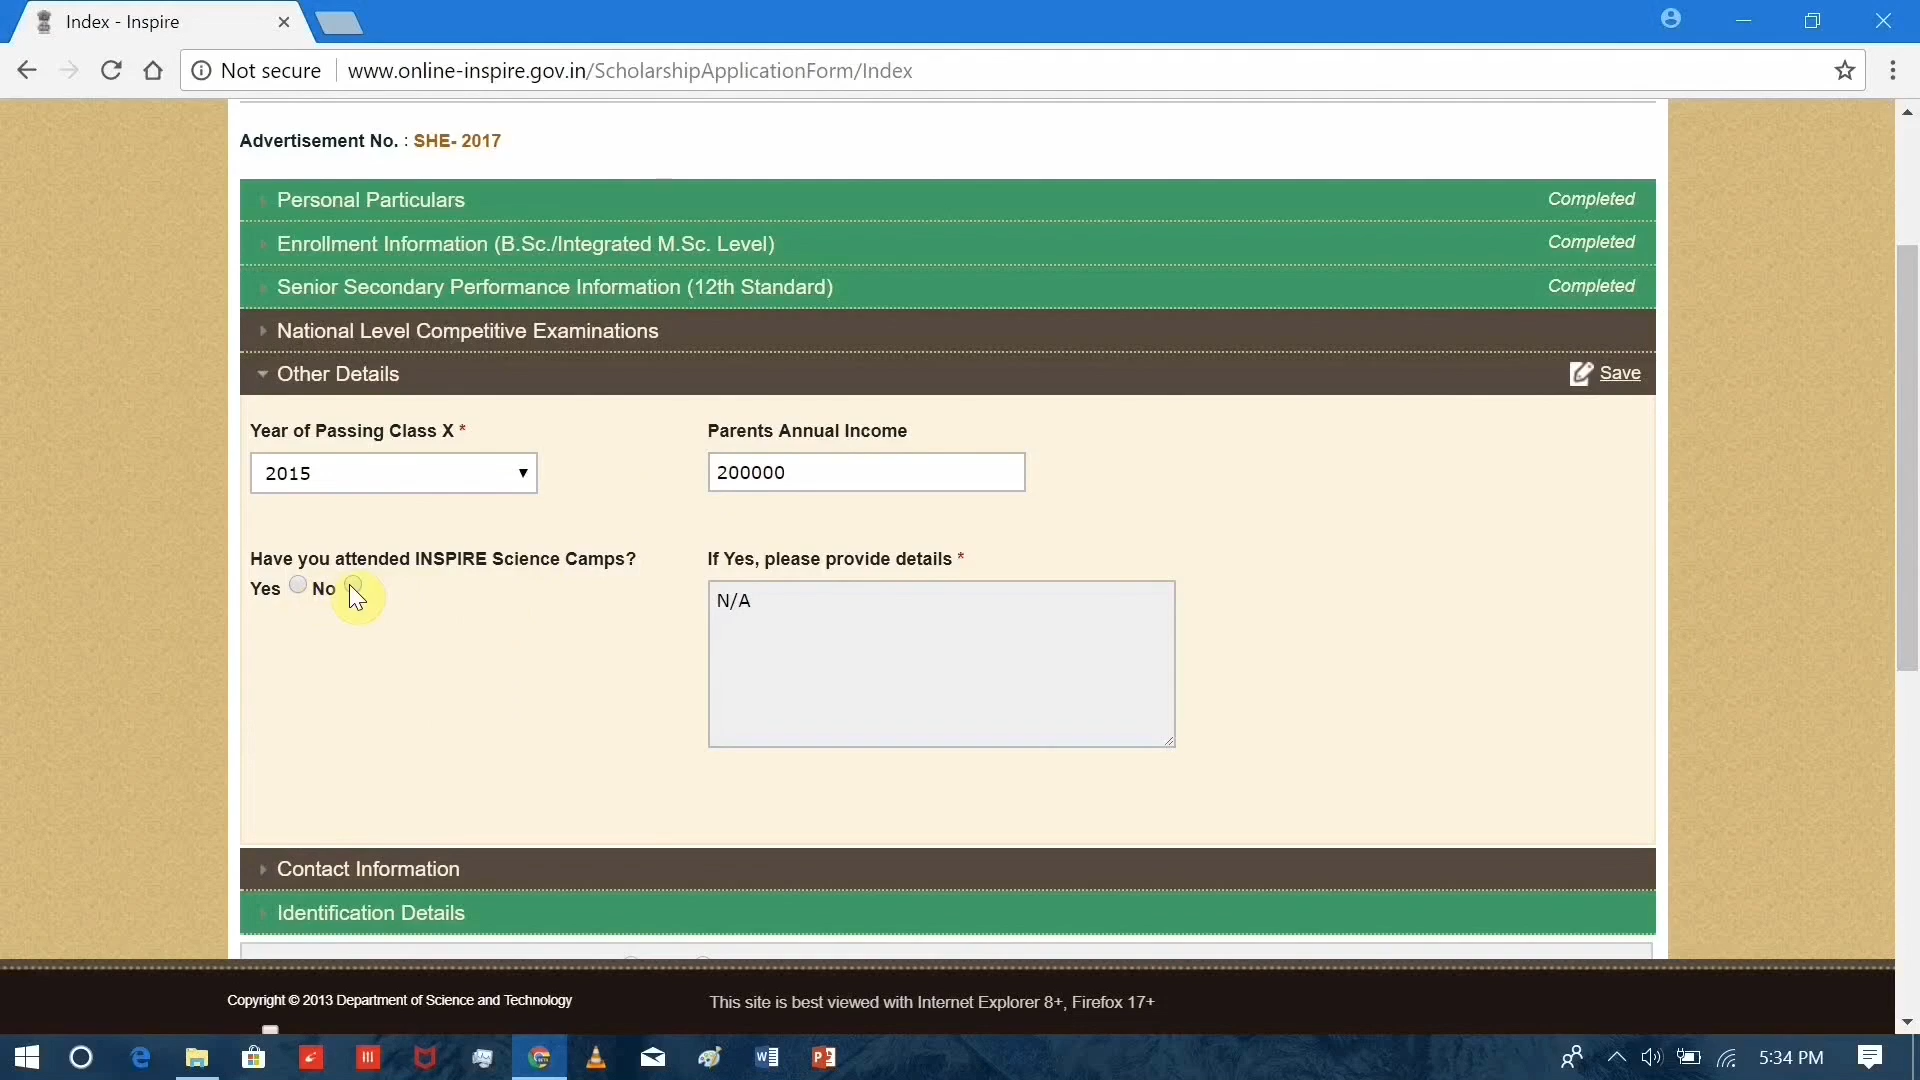 Index - Inspire
Not secure www.online-inspire.gov.in/ScholarshipApplicationForm/Index
Advertisement No. : SHE- 2017
Personal Particulars Completed
Enrollment Information (B.Sc./Integrated M.Sc. Level) Completed
Senior Secondary Performance Information (12th Standard) Completed
National Level Competitive Examinations
Other Details Save
Year of Passing Class X * Parents Annual Income
2015 200000
Have you attended INSPIRE Science Camps? If Yes, please provide details *
Yes No
N/A
Contact Information
Identification Details
Copyright © 2013 Department of Science and Technology This site is best viewed with Internet Explorer 8+, Firefox 17+
5:34 PM